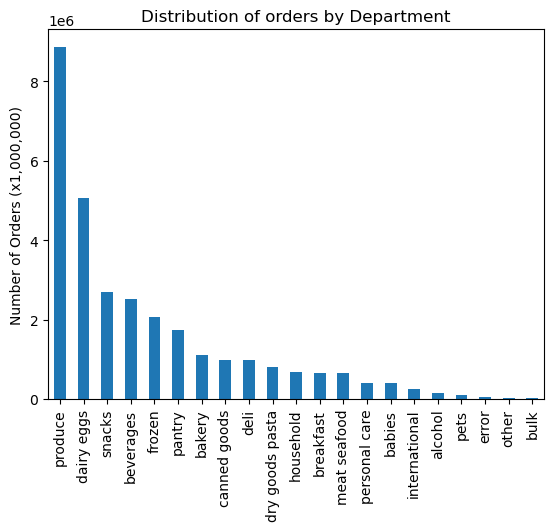 Distribution of orders by Department
1e6
Number of Orders (x1,000,000)
8
6
4
2
0
produce
dairy eggs
snacks
beverages
frozen
pantry
bakery
canned goods
deli
dry goods pasta
household
breakfast
meat seafood
personal care
babies
international
alcohol
pets
error
other
bulk